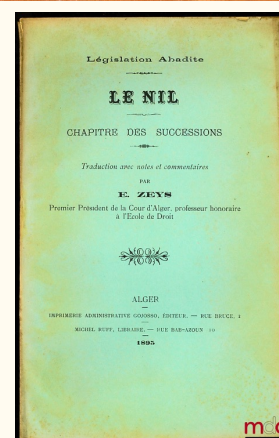 Législation Abadite
LE NIL
CHAPITRE DES SUCCESSIONS
Traduction avec notes et commentaires
PAR
E. ZEYS
Premier Président de la Cour d'Alger, professeur honoraire
à l'Ecole de Droit
ALGER
IMPRIMERIE ADMINISTRATIVE GOJOSSO, ÉDITEUR. — RUE BRUCE, 4
MICHEL RUFF, LIBRAIRE, — RUE BAB-AZOUN
1895